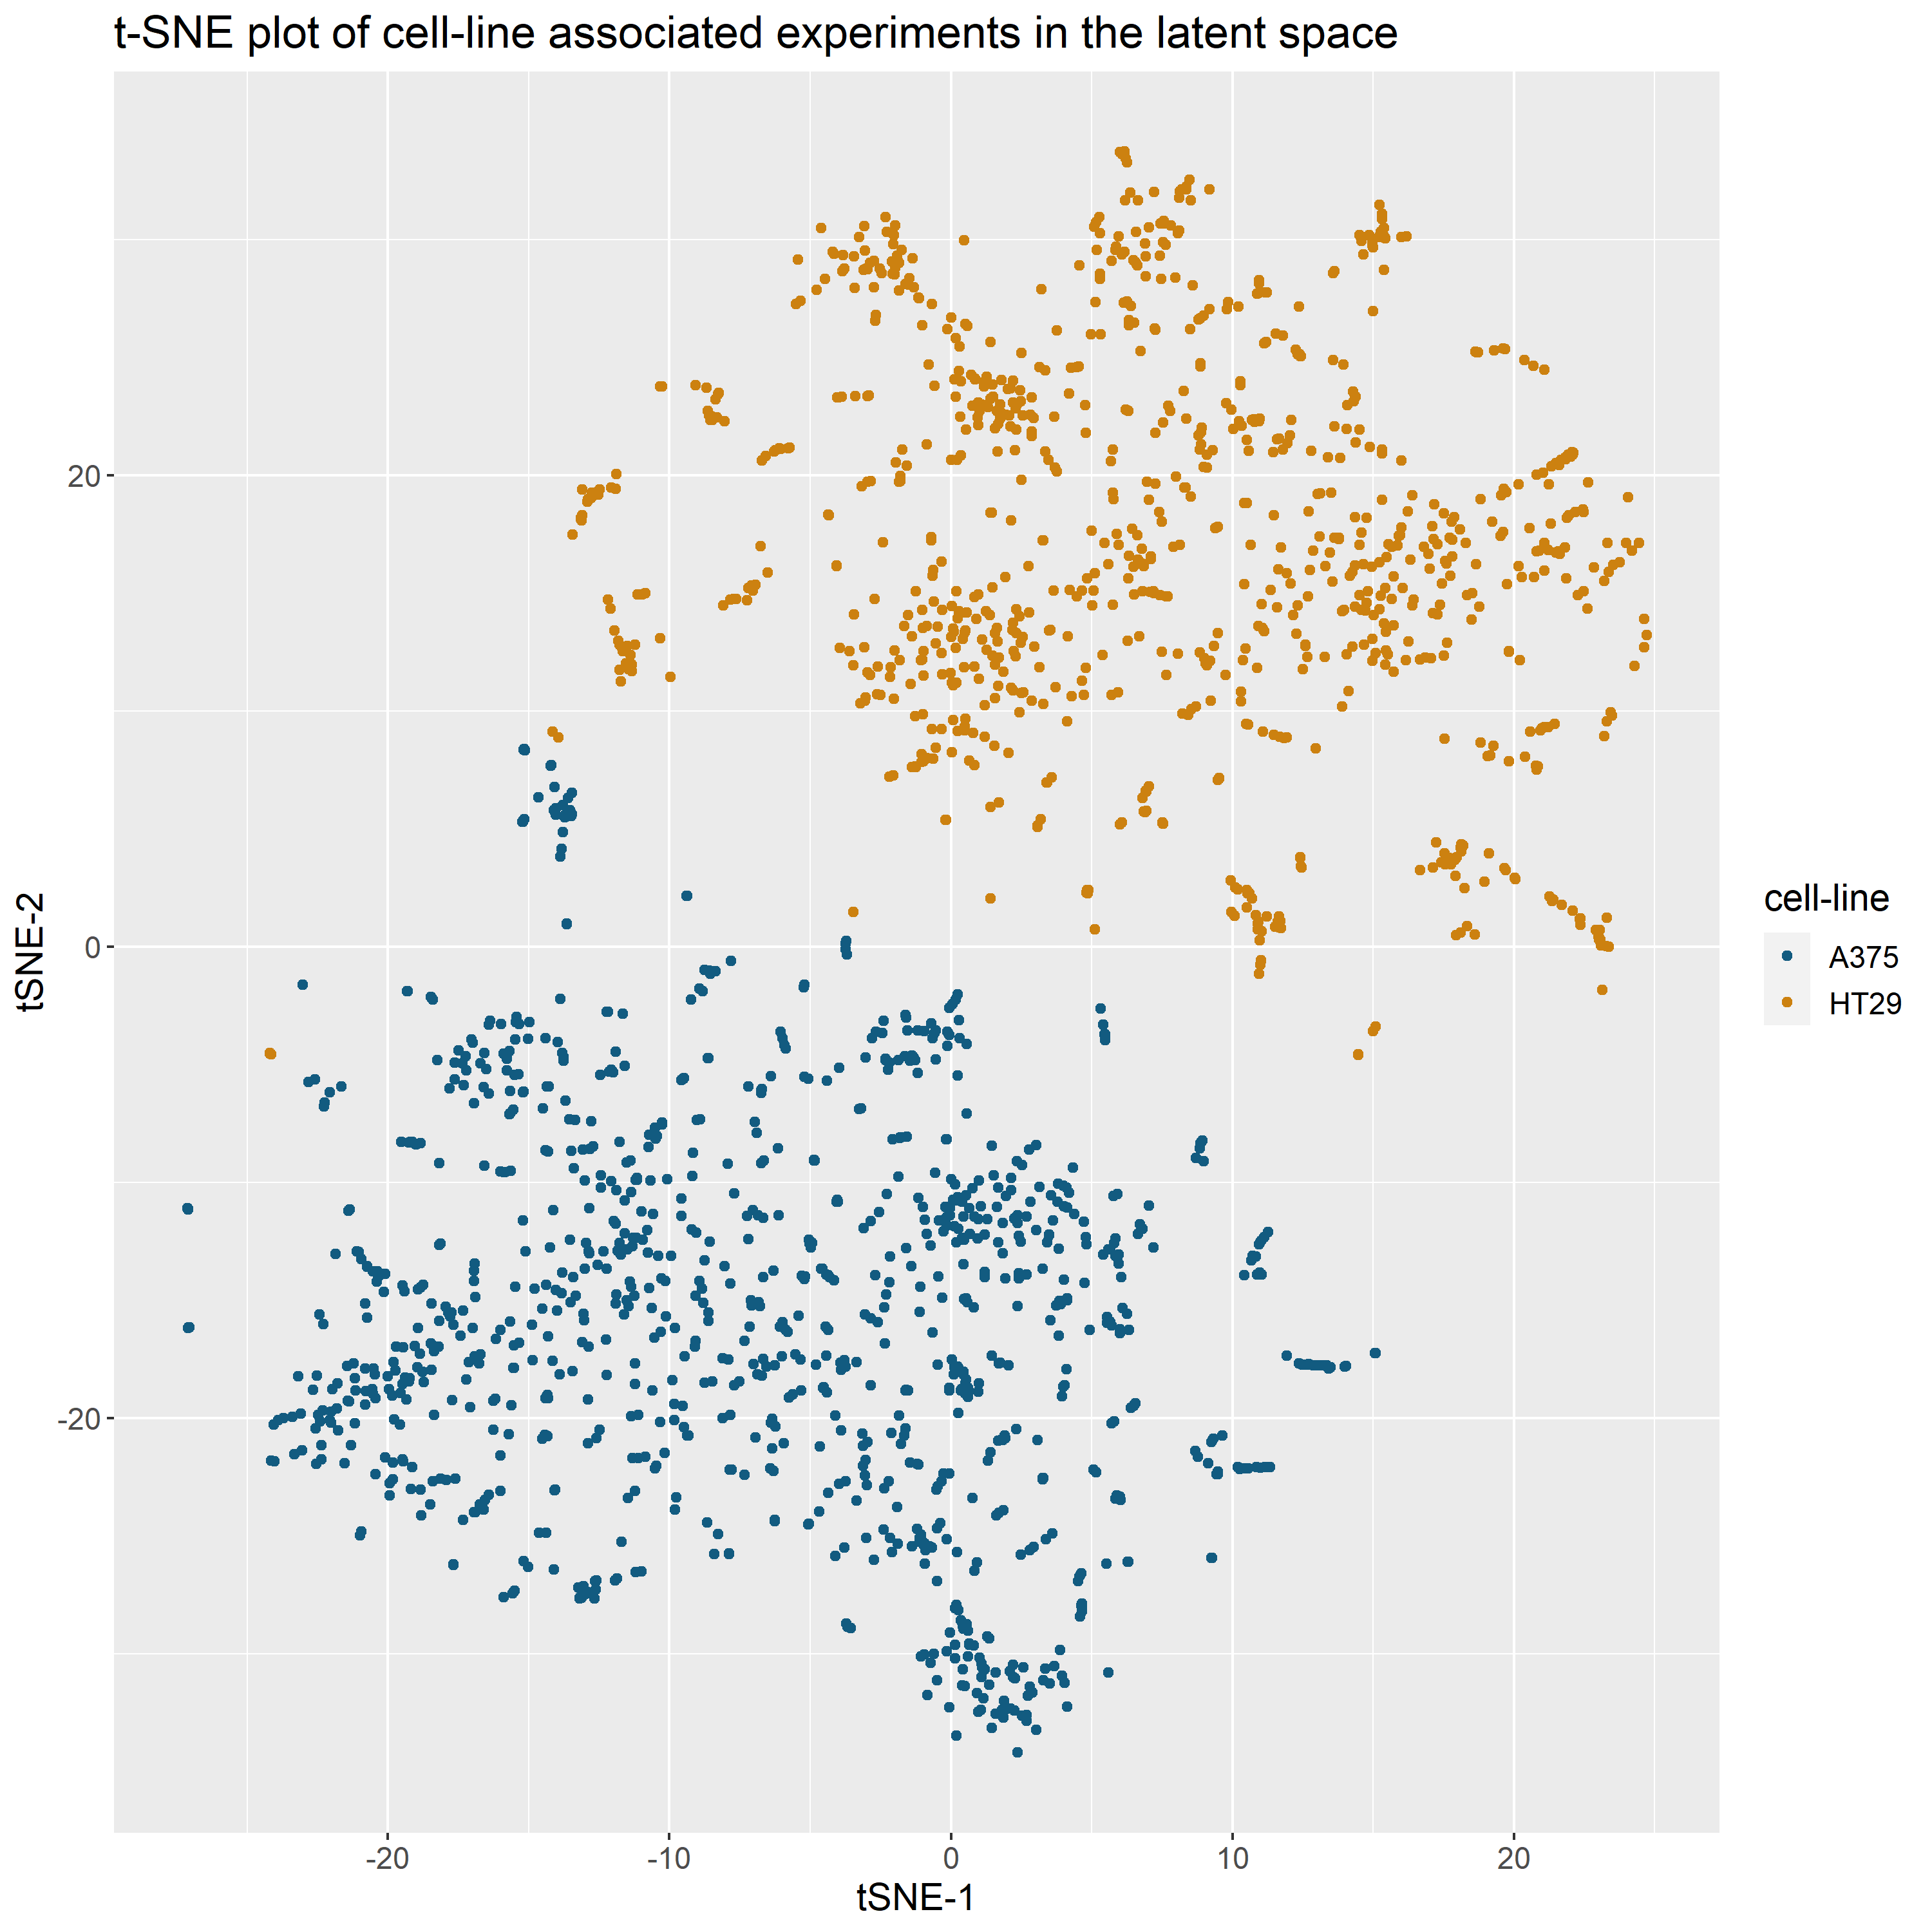 t-SNE plot of cell-line associated experiments in the latent space
tSNE-2
20
0
-20
-20
-10
0
10
20
tSNE-1
cell-line
A375
HT29